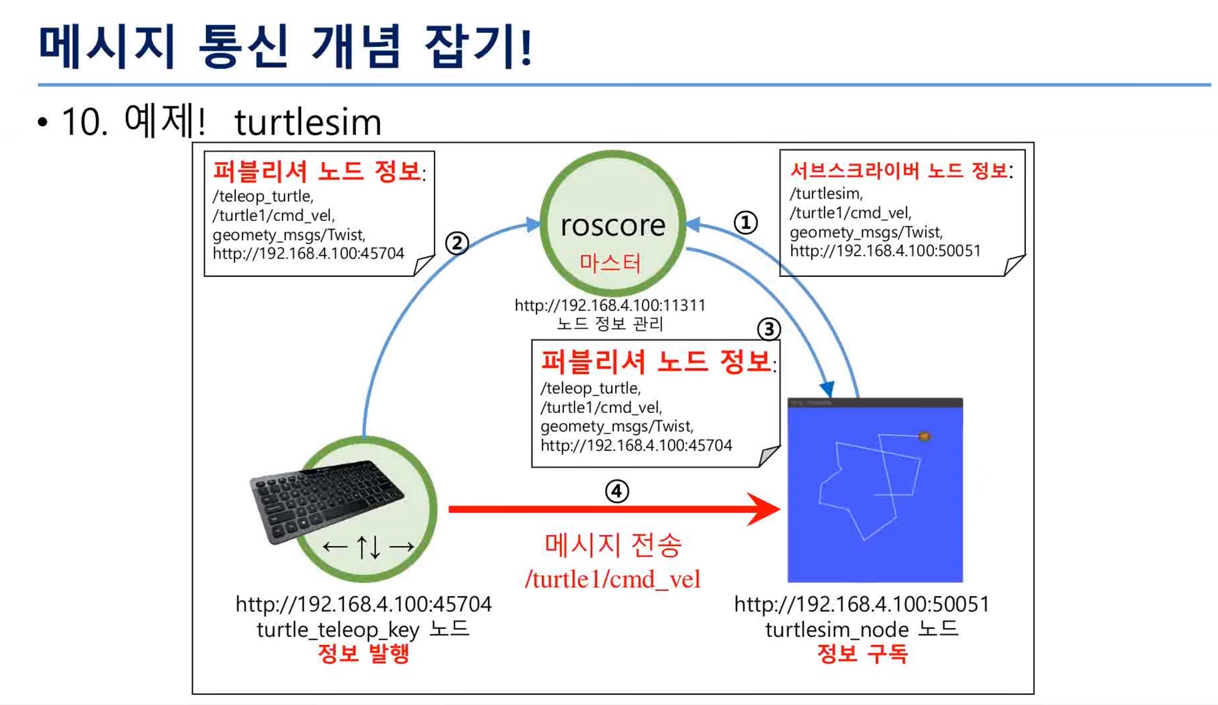 메시지 통신 개념 잡기!
• 10. 예제! turtlesim
퍼블리셔 노드 정보:
/teleop_turtle,
/turtle1/cmd_vel,
geomety_msgs/Twist,
http://192.168.4.100:45704
②
roscore
마스터
http://192.168.4.100:11311
노드 정보 관리
①
서브스크라이버 노드 정보:
/turtlesim,
/turtle1/cmd_vel,
geomety_msgs/Twist,
http://192.168.4.100:50051
③
퍼블리셔 노드 정보:
/teleop_turtle,
/turtle1/cmd_vel,
geomety_msgs/Twist,
http://192.168.4.100:45704
④
메시지 전송
/turtle1/cmd_vel
← ↑↓ →
http://192.168.4.100:45704
turtle_teleop_key 노드
정보 발행
http://192.168.4.100:50051
turtlesim_node 노드
정보 구독